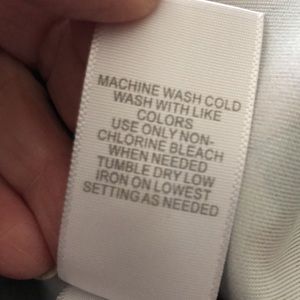 MACHINE WASH COLD
WASH WITH LIKE
COLORS
USE ONLY NON-
CHLORINE BLEACH
WHEN NEEDED
TUMBLE DRY LOW
IRON ON LOWEST
SETTING AS NEEDED